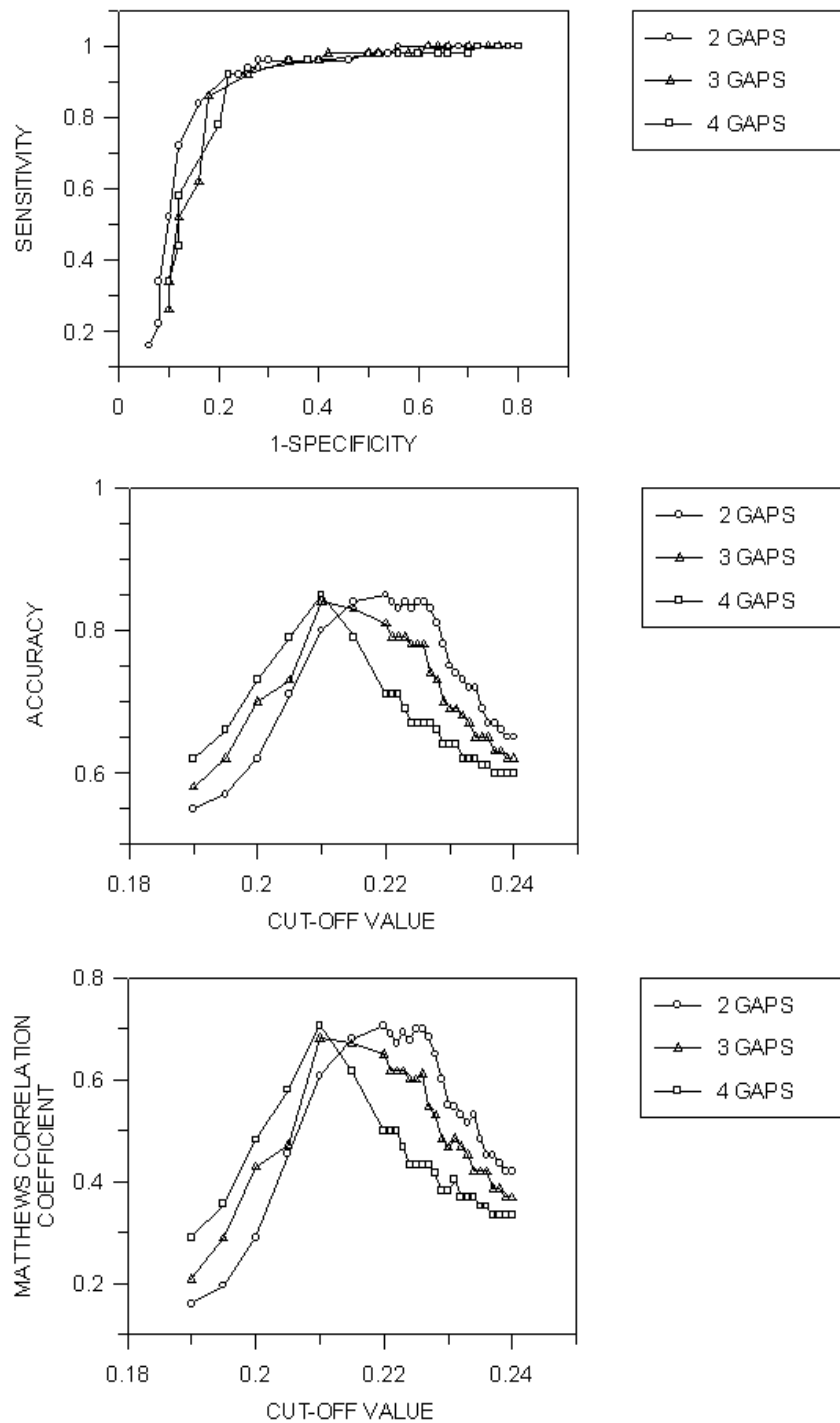 1
0.8
0.6
0.4
0.2
SENSITIVITY
0 0.2 0.4 0.6 0.8
1-SPECIFICITY
2 GAPS
3 GAPS
4 GAPS
1
0.8
0.6
ACCURACY
0.18 0.2 0.22 0.24
CUT-OFF VALUE
2 GAPS
3 GAPS
4 GAPS
0.8
0.6
0.4
0.2
MATTHEWS CORRELATION
COEFFICIENT
0.18 0.2 0.22 0.24
CUT-OFF VALUE
2 GAPS
3 GAPS
4 GAPS